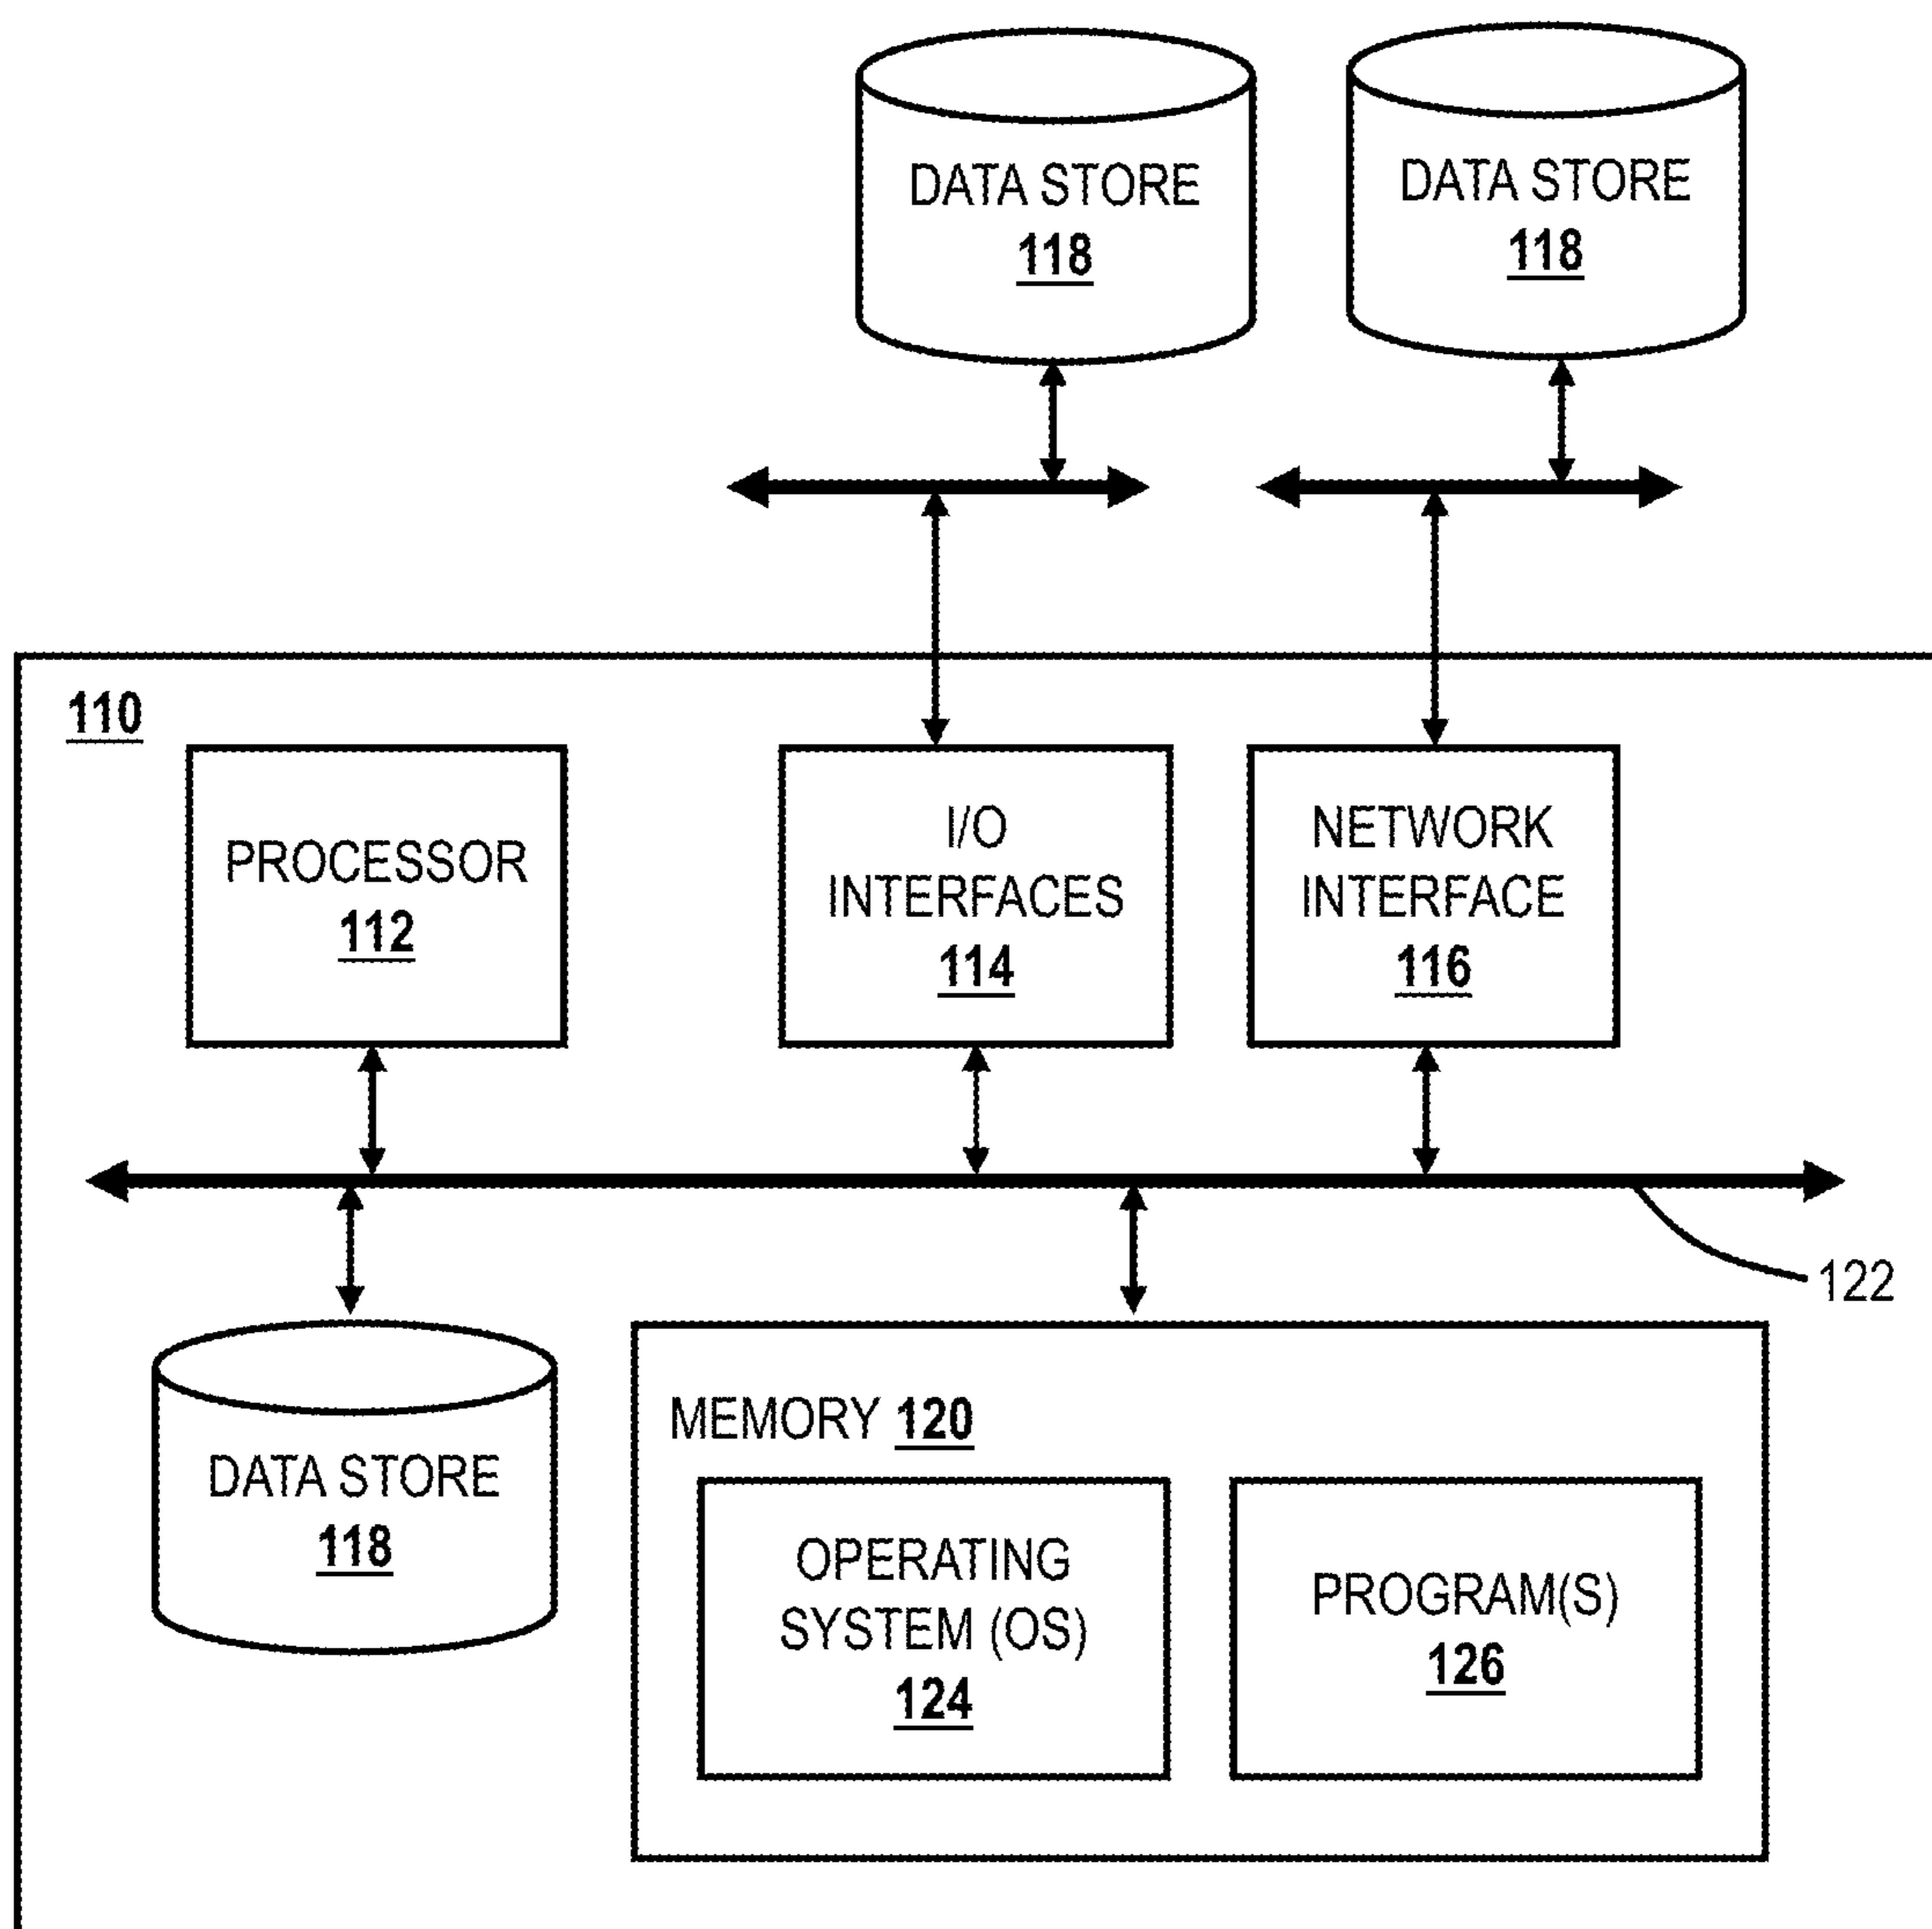 DATA STORE
118
DATA STORE
118
110
PROCESSOR
112
I/O
INTERFACES
114
NETWORK
INTERFACE
116
122
DATA STORE
118
MEMORY 120
OPERATING
SYSTEM (OS)
124
PROGRAM(S)
126